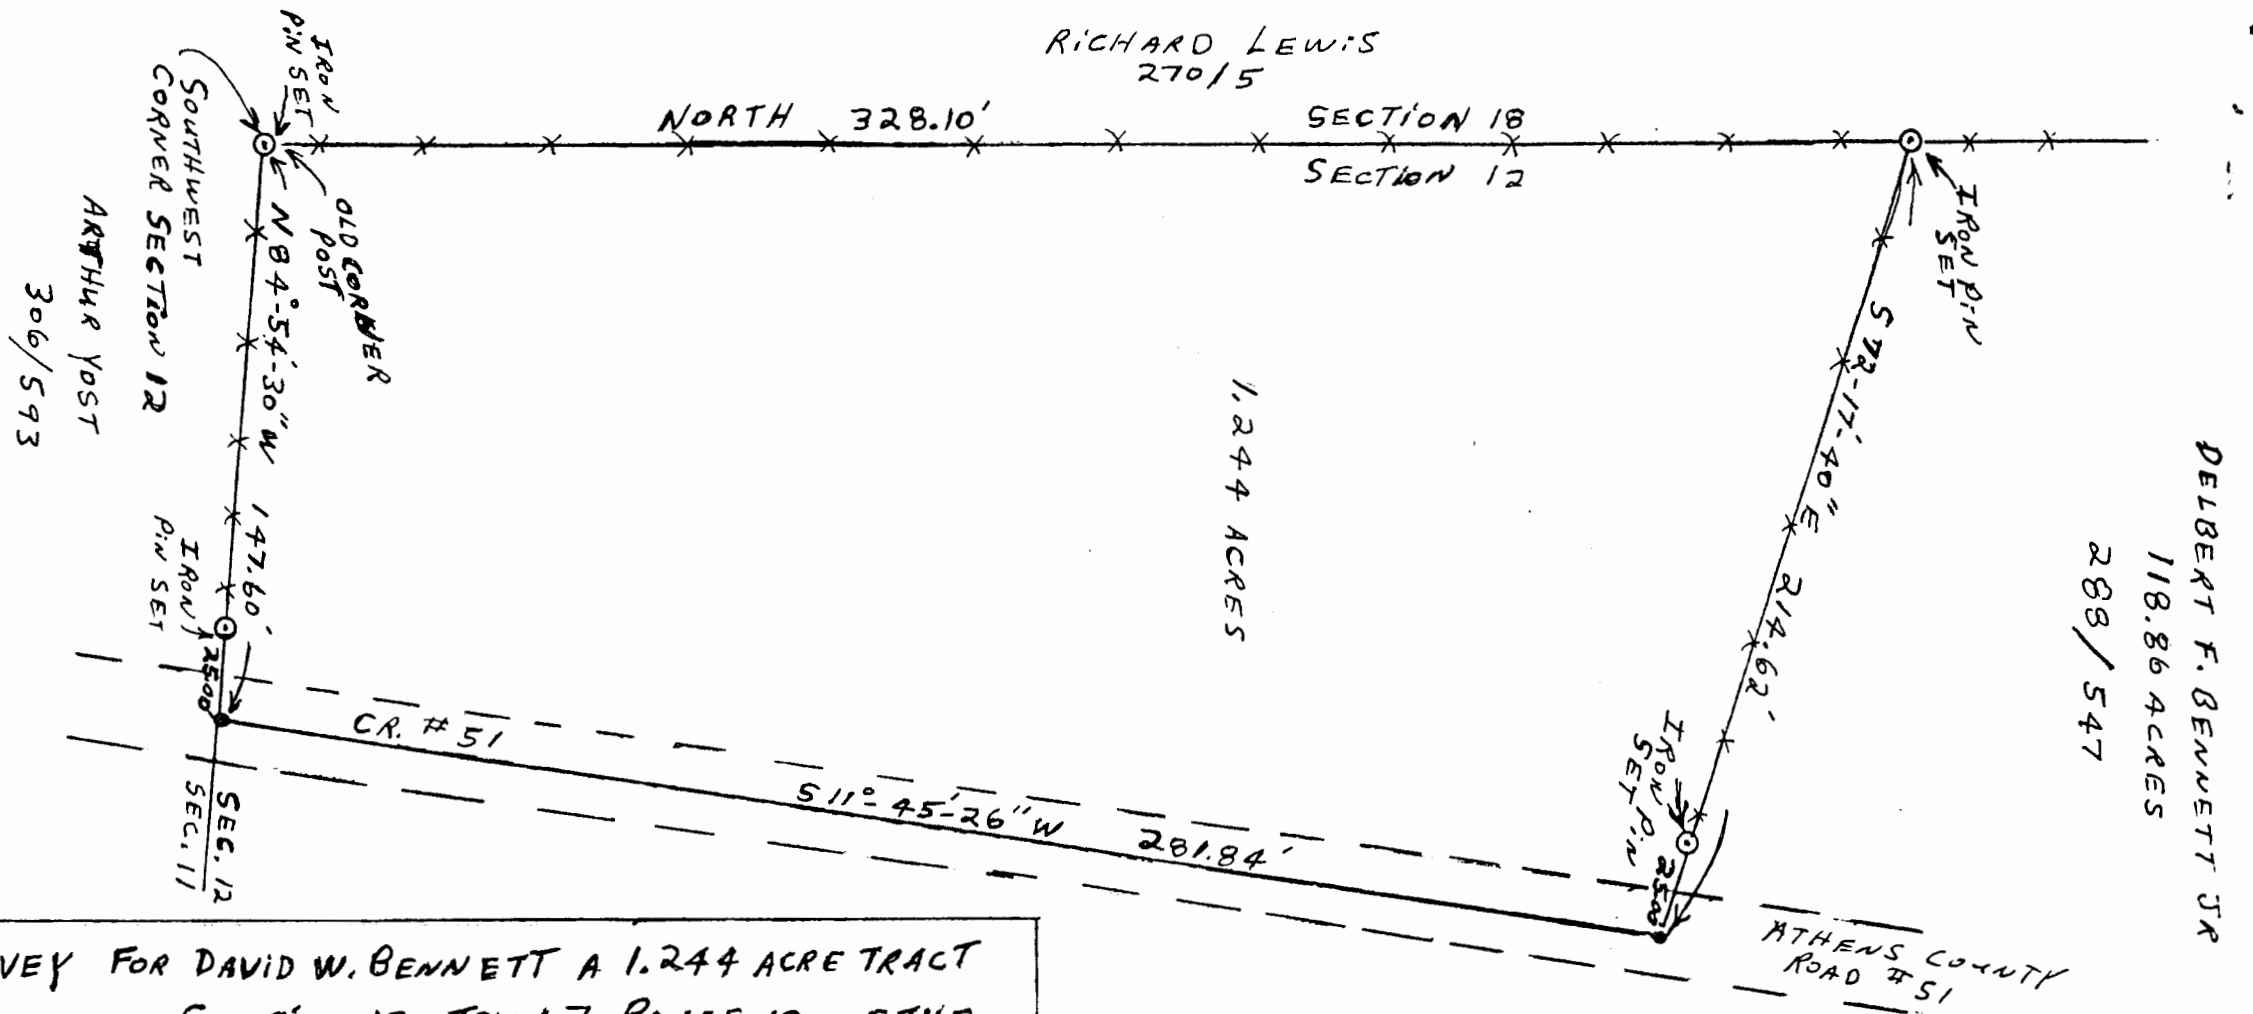 RICHARD LEWIS
270/5
IRON
PIN SET
NORTH 328.10'
SECTION 18
SECTION 12
SOUTHWEST
CORNER SECTION 12
OLD CORNER
POST
IRON PIN
SET
ARTHUR YOST
306/593
N 84°-54'-30" W 147.60'
S 72-17'-40" E 214.62'
1.244 ACRES
DELBERT F. BENNETT JR
118.86 ACRES
288/547
IRON
PIN SET
25.00
IRON PIN
SET
25.00
CR. # 51
S 11°-45'-26" W 281.84'
SEC. 12
SEC. 11
ATHENS COUNTY
ROAD # 51
VEY FOR DAVID W. BENNETT A 1.244 ACRE TRACT